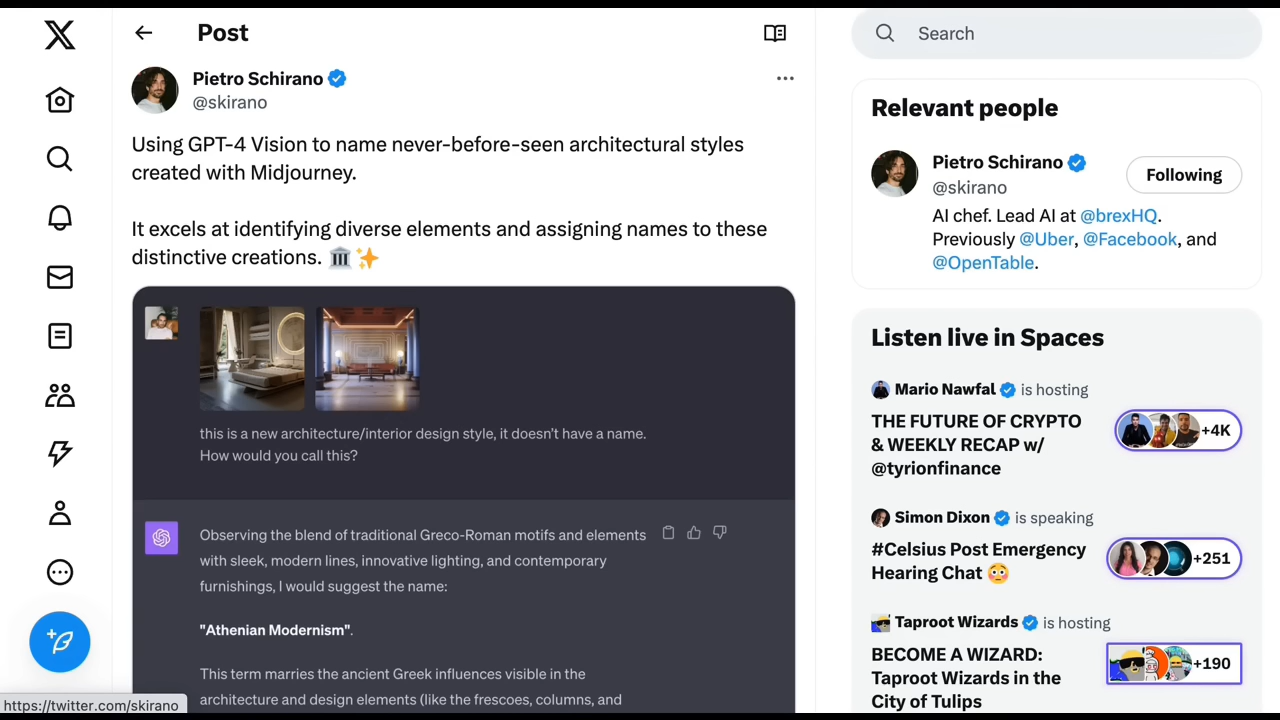 Post
Pietro Schirano
@skirano
Using GPT-4 Vision to name never-before-seen architectural styles
created with Midjourney.
It excels at identifying diverse elements and assigning names to these
distinctive creations. 🏛️✨
this is a new architecture/interior design style, it doesn't have a name.
How would you call this?
Observing the blend of traditional Greco-Roman motifs and elements
with sleek, modern lines, innovative lighting, and contemporary
furnishings, I would suggest the name:
"Athenian Modernism".
This term marries the ancient Greek influences visible in the
architecture and design elements (like the frescoes, columns, and
https://twitter.com/skirano
Search
Relevant people
Pietro Schirano
@skirano
Following
AI chef. Lead AI at @brexHQ.
Previously @Uber, @Facebook, and
@OpenTable.
Listen live in Spaces
Mario Nawfal is hosting
THE FUTURE OF CRYPTO
& WEEKLY RECAP w/
@tyrionfinance
+4K
Simon Dixon is speaking
#Celsius Post Emergency
Hearing Chat 😳
+251
Taproot Wizards is hosting
BECOME A WIZARD:
Taproot Wizards in the
City of Tulips
+190